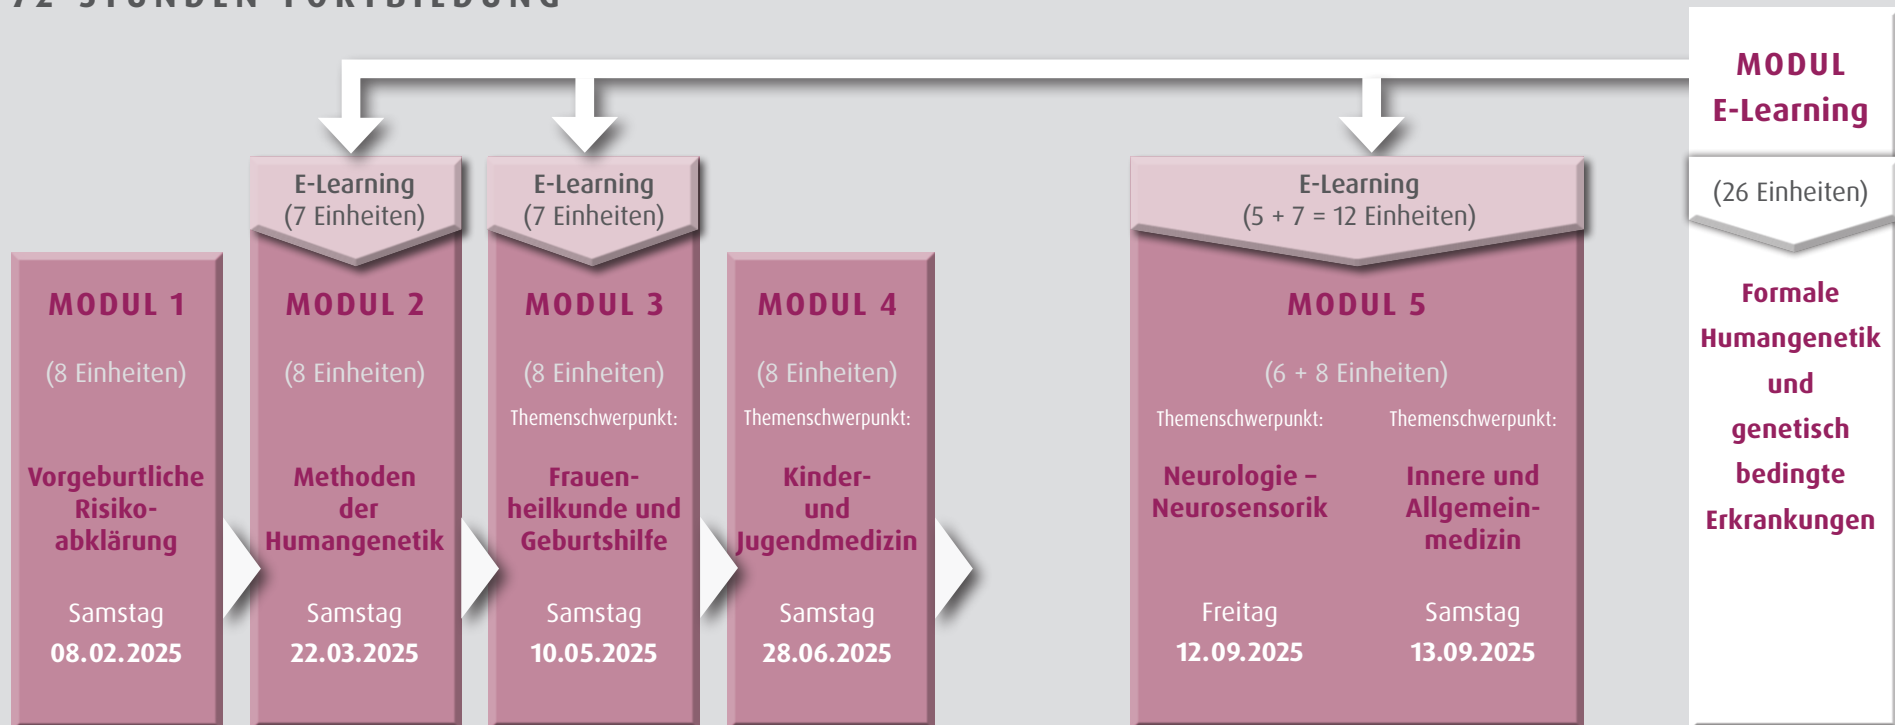 72 STUNDEN FORTBILDUNG
MODUL
E-Learning
(26 Einheiten)
Formale
Humangenetik
und
genetisch
bedingte
Erkrankungen
E-Learning
(7 Einheiten)
E-Learning
(7 Einheiten)
E-Learning
(5 + 7 = 12 Einheiten)
MODUL 1
(8 Einheiten)
Vorgeburtliche
Risiko-
abklärung
Samstag
08.02.2025
MODUL 2
(8 Einheiten)
Methoden
der
Humangenetik
Samstag
22.03.2025
MODUL 3
(8 Einheiten)
Themenschwerpunkt:
Frauen-
heilkunde und
Geburtshilfe
Samstag
10.05.2025
MODUL 4
(8 Einheiten)
Themenschwerpunkt:
Kinder-
und
Jugendmedizin
Samstag
28.06.2025
MODUL 5
(6 + 8 Einheiten)
Themenschwerpunkt:
Neurologie –
Neurosensorik
Freitag
12.09.2025
Themenschwerpunkt:
Innere und
Allgemein-
medizin
Samstag
13.09.2025